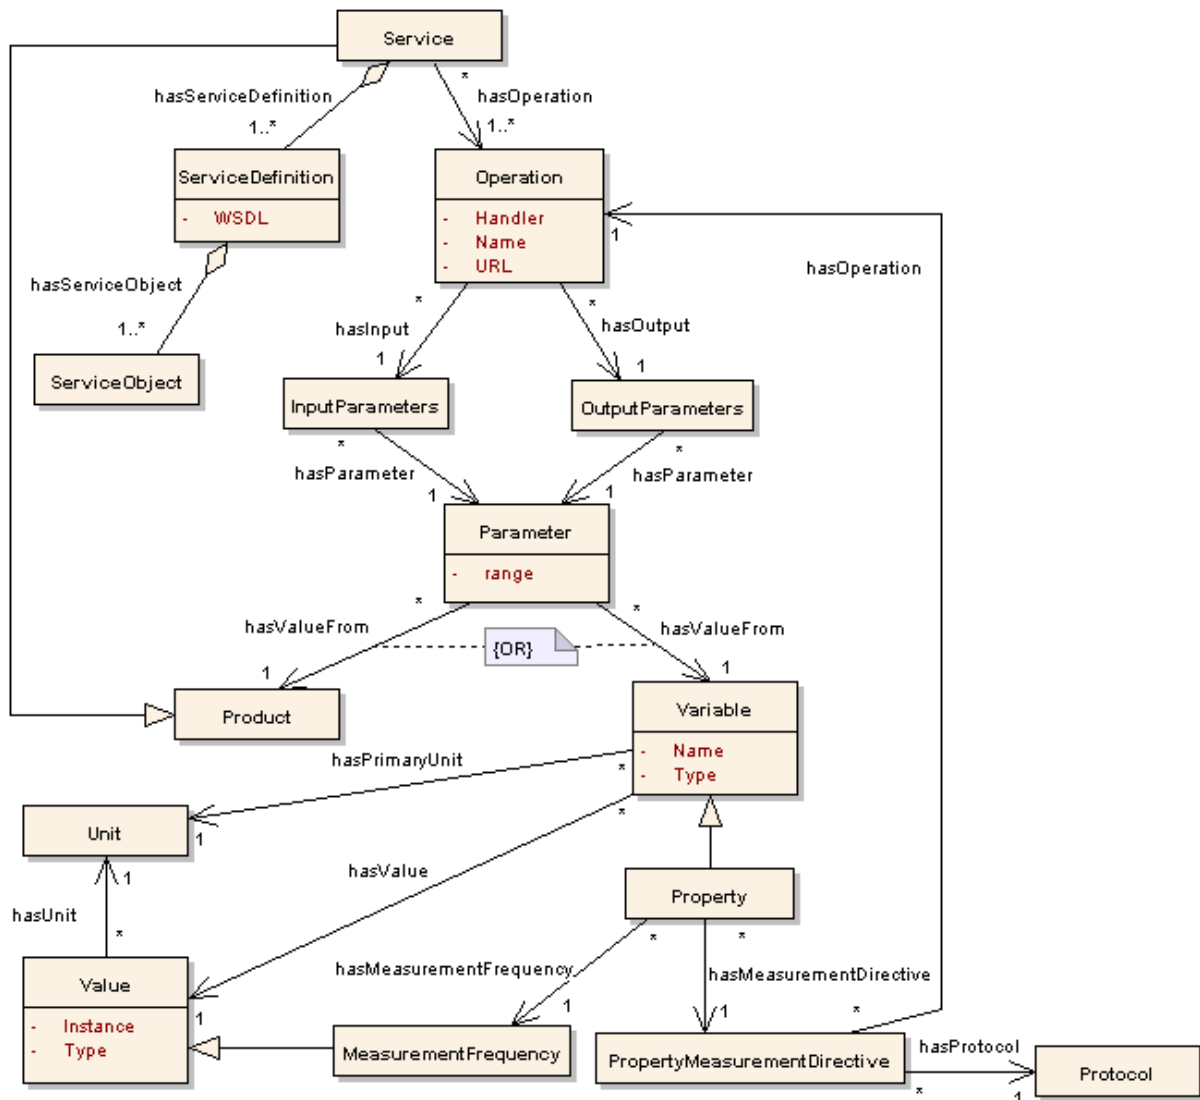 Service
hasServiceDefinition
*
hasOperation
1..*
1..*
ServiceDefinition
- WSDL
Operation
- Handler
- Name
- URL
1
hasOperation
hasServiceObject
1..*
ServiceObject
*
*
hasInput
hasOutput
1
1
InputParameters
OutputParameters
*
*
hasParameter
hasParameter
1
1
Parameter
- range
*
*
hasValueFrom
hasValueFrom
{OR}
1
1
Product
Variable
- Name
- Type
hasPrimaryUnit
*
*
Unit
1
1
hasValue
hasUnit
*
Property
*
*
Value
- Instance
- Type
1
hasMeasurementFrequency
hasMeasurementDirective
1
1
*
MeasurementFrequency
PropertyMeasurementDirective
hasProtocol
*
1
Protocol